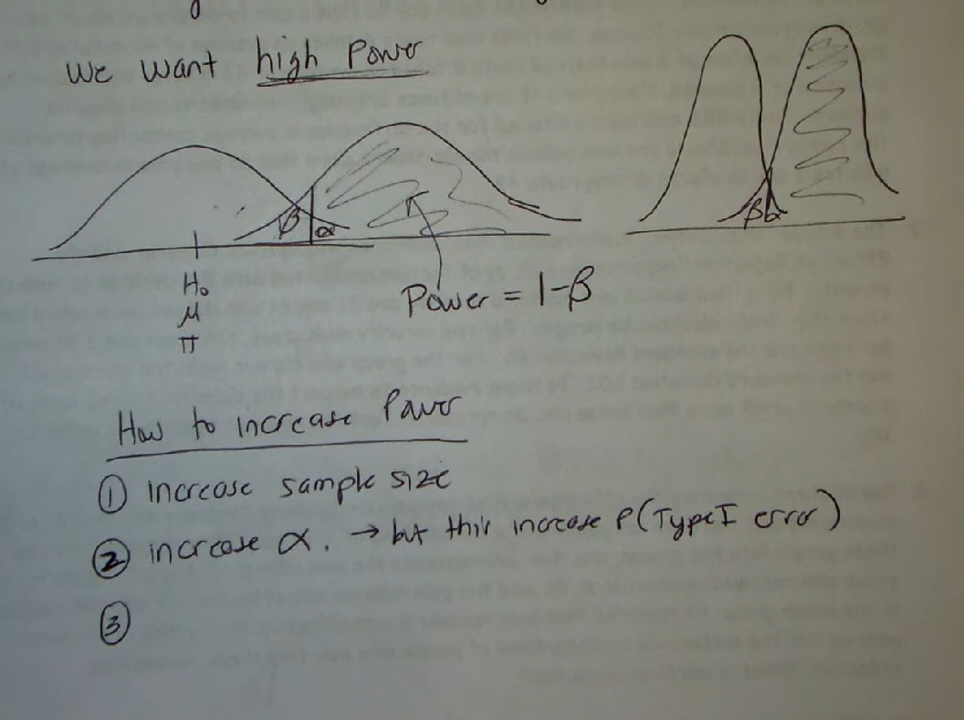 We want high Power
β α
βα
H₀
μ
π
Power = 1-β
How to increase Power
① increase sample size
② increase α. → but this increase P(Type I error)
③